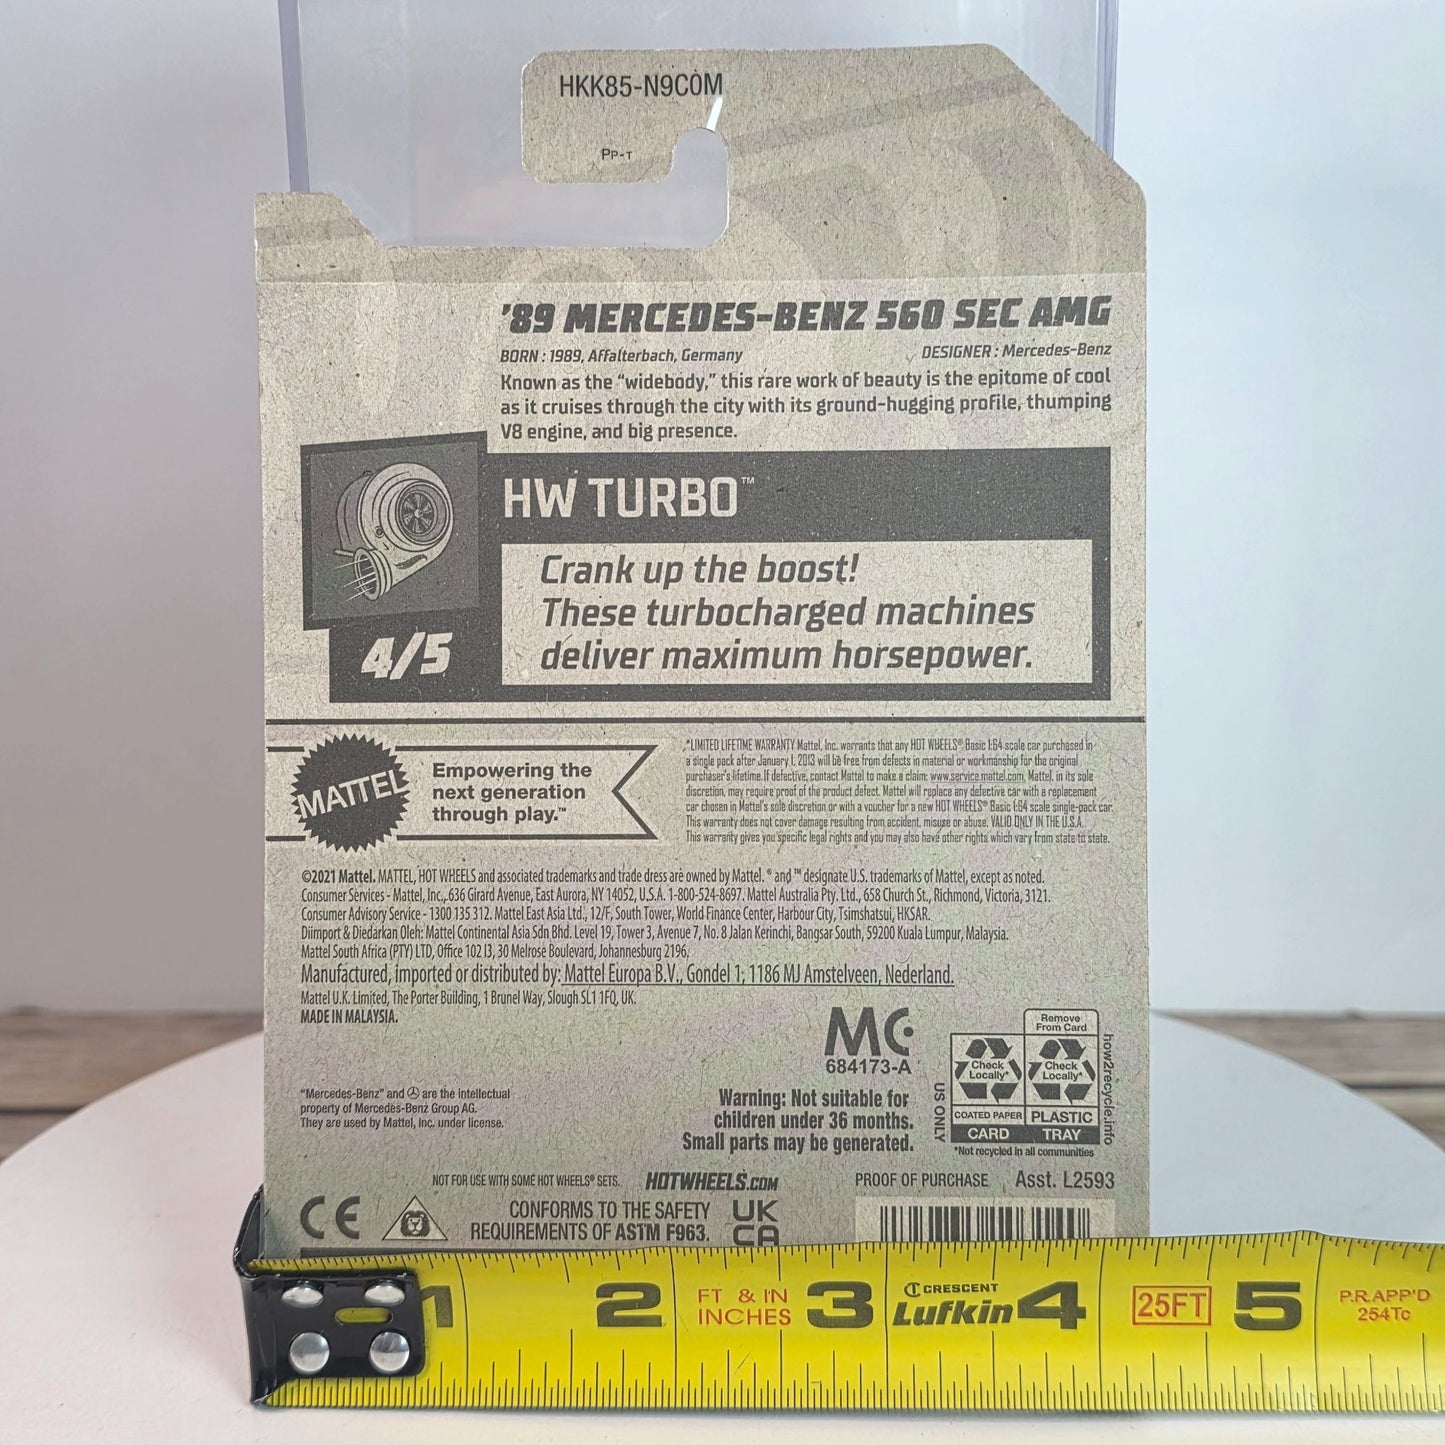 HKK85-N9C0M
PP-T
'89 MERCEDES-BENZ 560 SEC AMG
BORN : 1989, Affalterbach, Germany
DESIGNER : Mercedes-Benz
Known as the "widebody," this rare work of beauty is the epitome of cool
as it cruises through the city with its ground-hugging profile, thumping
V8 engine, and big presence.
HW TURBO™
Crank up the boost!
These turbocharged machines
deliver maximum horsepower.
4/5
MATTEL
Empowering the
next generation
through play.™
*LIMITED LIFETIME WARRANTY Mattel, Inc. warrants that any HOT WHEELS® Basic 1:64 scale car purchased in
a single pack after January 1, 2013 will be free from defects in material or workmanship for the original
purchaser's lifetime. If defective, contact Mattel to make a claim: www.service.mattel.com. Mattel, in its sole
discretion, may require proof of the product defect. Mattel will replace any defective car with a replacement
car chosen in Mattel's sole discretion or with a voucher for a new HOT WHEELS® Basic 1:64 scale single-pack car.
This warranty does not cover damage resulting from accident, misuse or abuse. VALID ONLY IN THE U.S.A.
This warranty gives you specific legal rights and you may also have other rights which vary from state to state.
©2021 Mattel. MATTEL, HOT WHEELS and associated trademarks and trade dress are owned by Mattel. ® and ™ designate U.S. trademarks of Mattel, except as noted.
Consumer Services - Mattel, Inc., 636 Girard Avenue, East Aurora, NY 14052, U.S.A. 1-800-524-8697. Mattel Australia Pty. Ltd., 658 Church St., Richmond, Victoria, 3121.
Consumer Advisory Service - 1300 135 312. Mattel East Asia Ltd., 12/F, South Tower, World Finance Center, Harbour City, Tsimshatsui, HKSAR.
Diimport & Diedarkan Oleh: Mattel Continental Asia Sdn Bhd. Level 19, Tower 3, Avenue 7, No. 8 Jalan Kerinchi, Bangsar South, 59200 Kuala Lumpur, Malaysia.
Mattel South Africa (PTY) LTD, Office 102 I3, 30 Melrose Boulevard, Johannesburg 2196.
Manufactured, imported or distributed by: Mattel Europa B.V., Gondel 1, 1186 MJ Amstelveen, Nederland.
Mattel U.K. Limited, The Porter Building, 1 Brunel Way, Slough SL1 1FQ, UK.
MADE IN MALAYSIA.
MC
684173-A
Remove
From Card
Check
Locally*
Check
Locally*
COATED PAPER
PLASTIC
CARD
TRAY
US ONLY
how2recycle.info
*Not recycled in all communities
"Mercedes-Benz" and are the intellectual
property of Mercedes-Benz Group AG.
They are used by Mattel, Inc. under license.
Warning: Not suitable for
children under 36 months.
Small parts may be generated.
NOT FOR USE WITH SOME HOT WHEELS® SETS.
HOTWHEELS.COM
PROOF OF PURCHASE
Asst. L2593
CE
CONFORMS TO THE SAFETY
REQUIREMENTS OF ASTM F963.
UK
CA
1
2
FT & IN
INCHES
3
CRESCENT
Lufkin
4
25FT
5
P.R.APP'D
254Tc